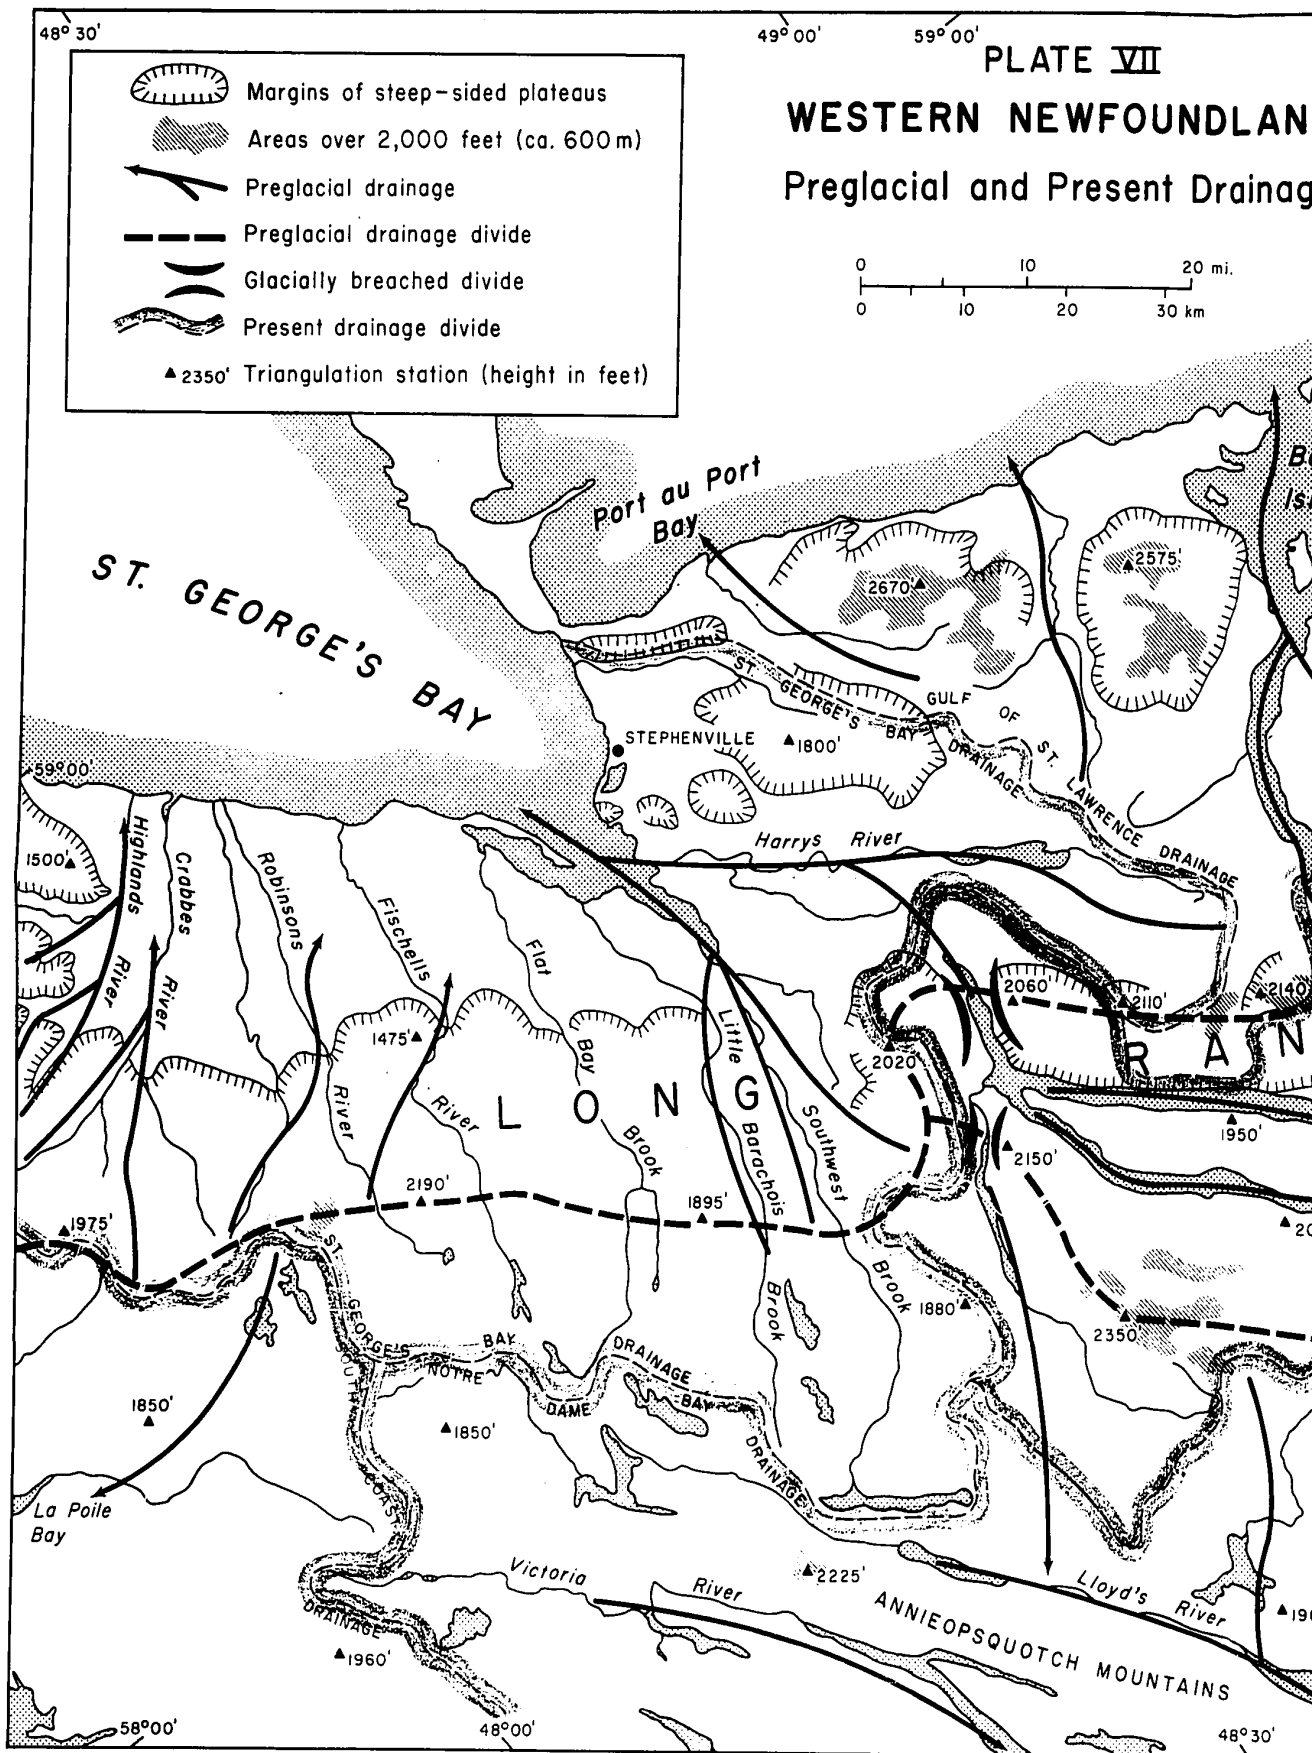 48° 30'
49° 00'
59° 00'
PLATE VII
WESTERN NEWFOUNDLAN
Preglacial and Present Drainag
Margins of steep-sided plateaus
Areas over 2,000 feet (ca. 600 m)
Preglacial drainage
Preglacial drainage divide
Glacially breached divide
Present drainage divide
2350' Triangulation station (height in feet)
0 10 20 mi.
0 10 20 30 km
Port au Port
Bay
ST. GEORGE'S BAY
2670'
2575'
ST. GEORGE'S BAY DRAINAGE
GULF OF ST. LAWRENCE DRAINAGE
STEPHENVILLE
1800'
59° 00'
Harrys River
1500'
Highlands River
Crabbes River
Robinsons River
Fischells River
Flat Bay Brook
Little Barachois Brook
Southwest Brook
2060'
2110'
2140'
1475'
2020'
LONG RAN
1950'
2150'
2190'
1895'
1975'
1880'
2350'
ST. GEORGE'S BAY DRAINAGE
NOTRE DAME BAY DRAINAGE
SOUTH COAST DRAINAGE
1850'
1850'
La Poile
Bay
Victoria River
2225'
Lloyd's River
ANNIEOPSQUOTCH MOUNTAINS
1960'
58° 00'
48° 00'
48° 30'